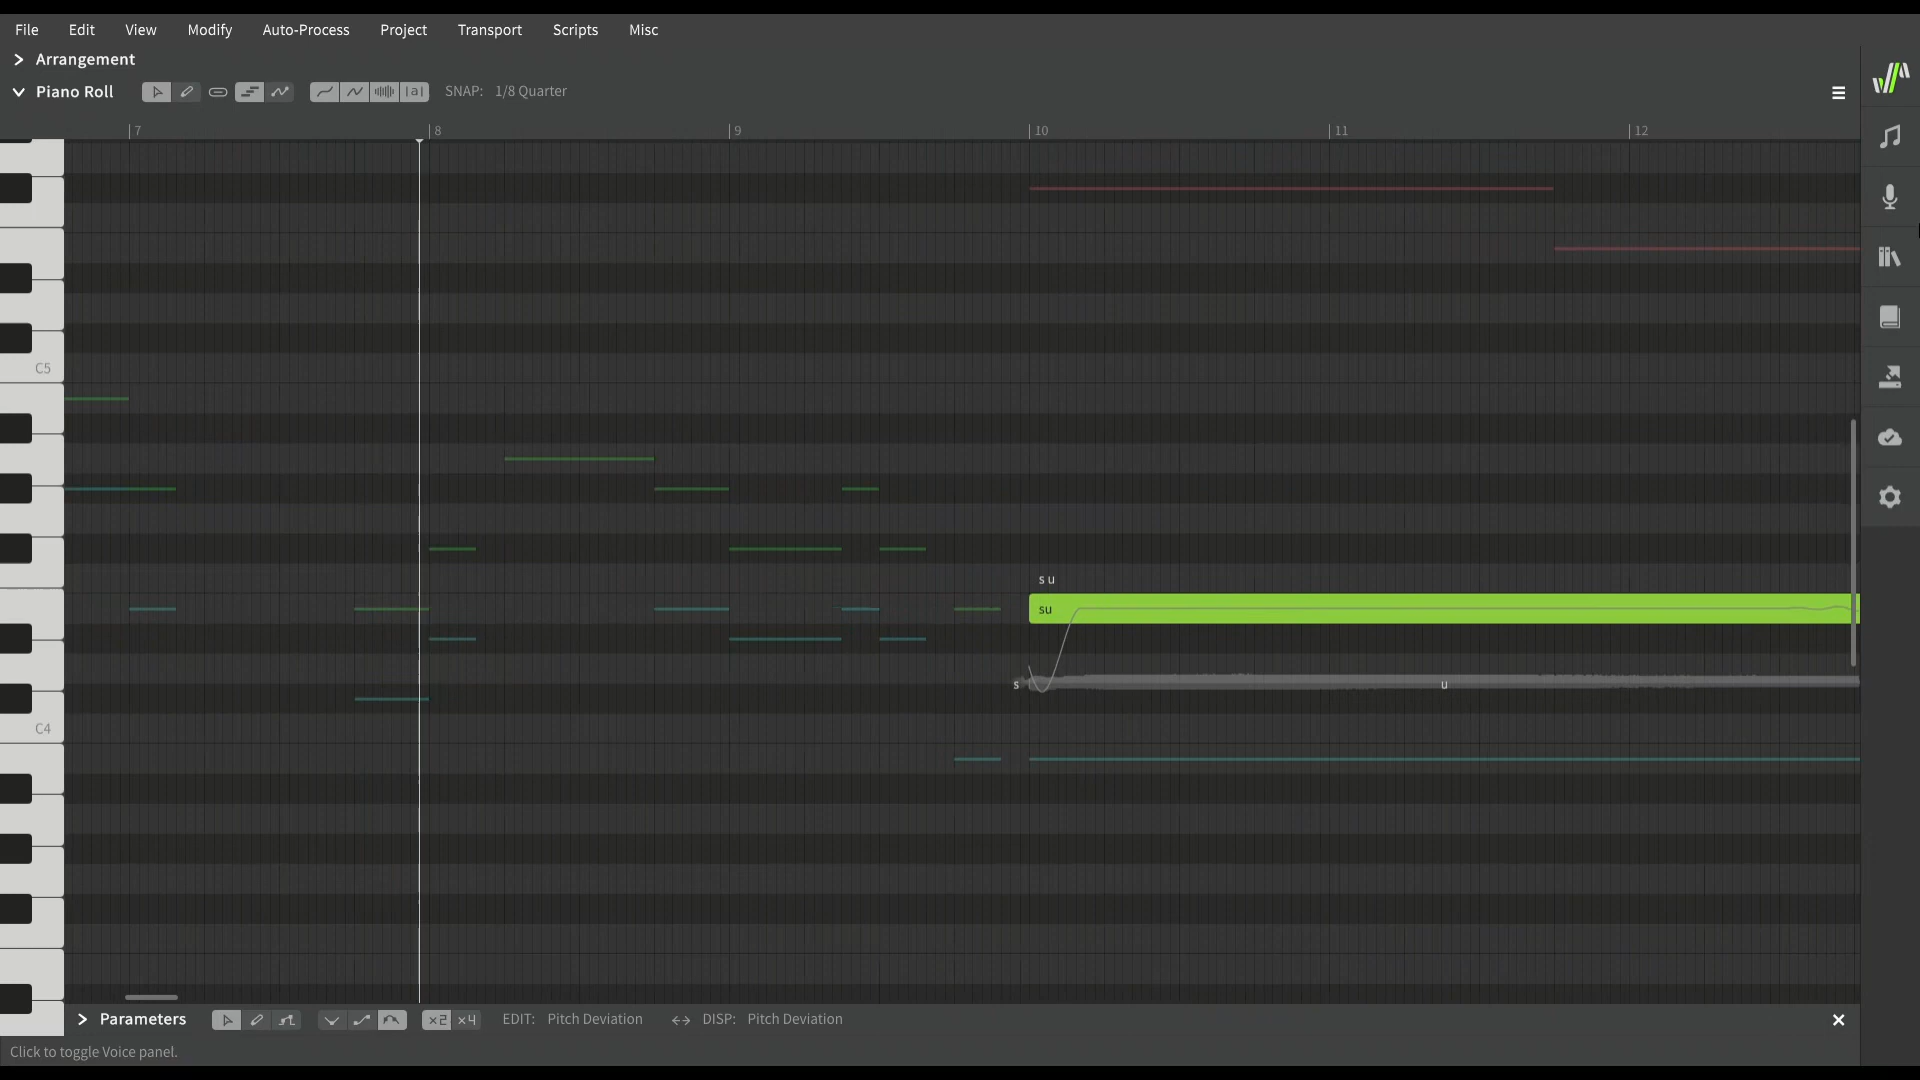 File Edit View Modify Auto-Process Project Transport Scripts Misc
Arrangement
Piano Roll |a| SNAP: 1/8 Quarter
7 8 9 10 11 12
C5
s u
su
s u
C4
Parameters ×2 ×4 EDIT: Pitch Deviation DISP: Pitch Deviation
Click to toggle Voice panel.